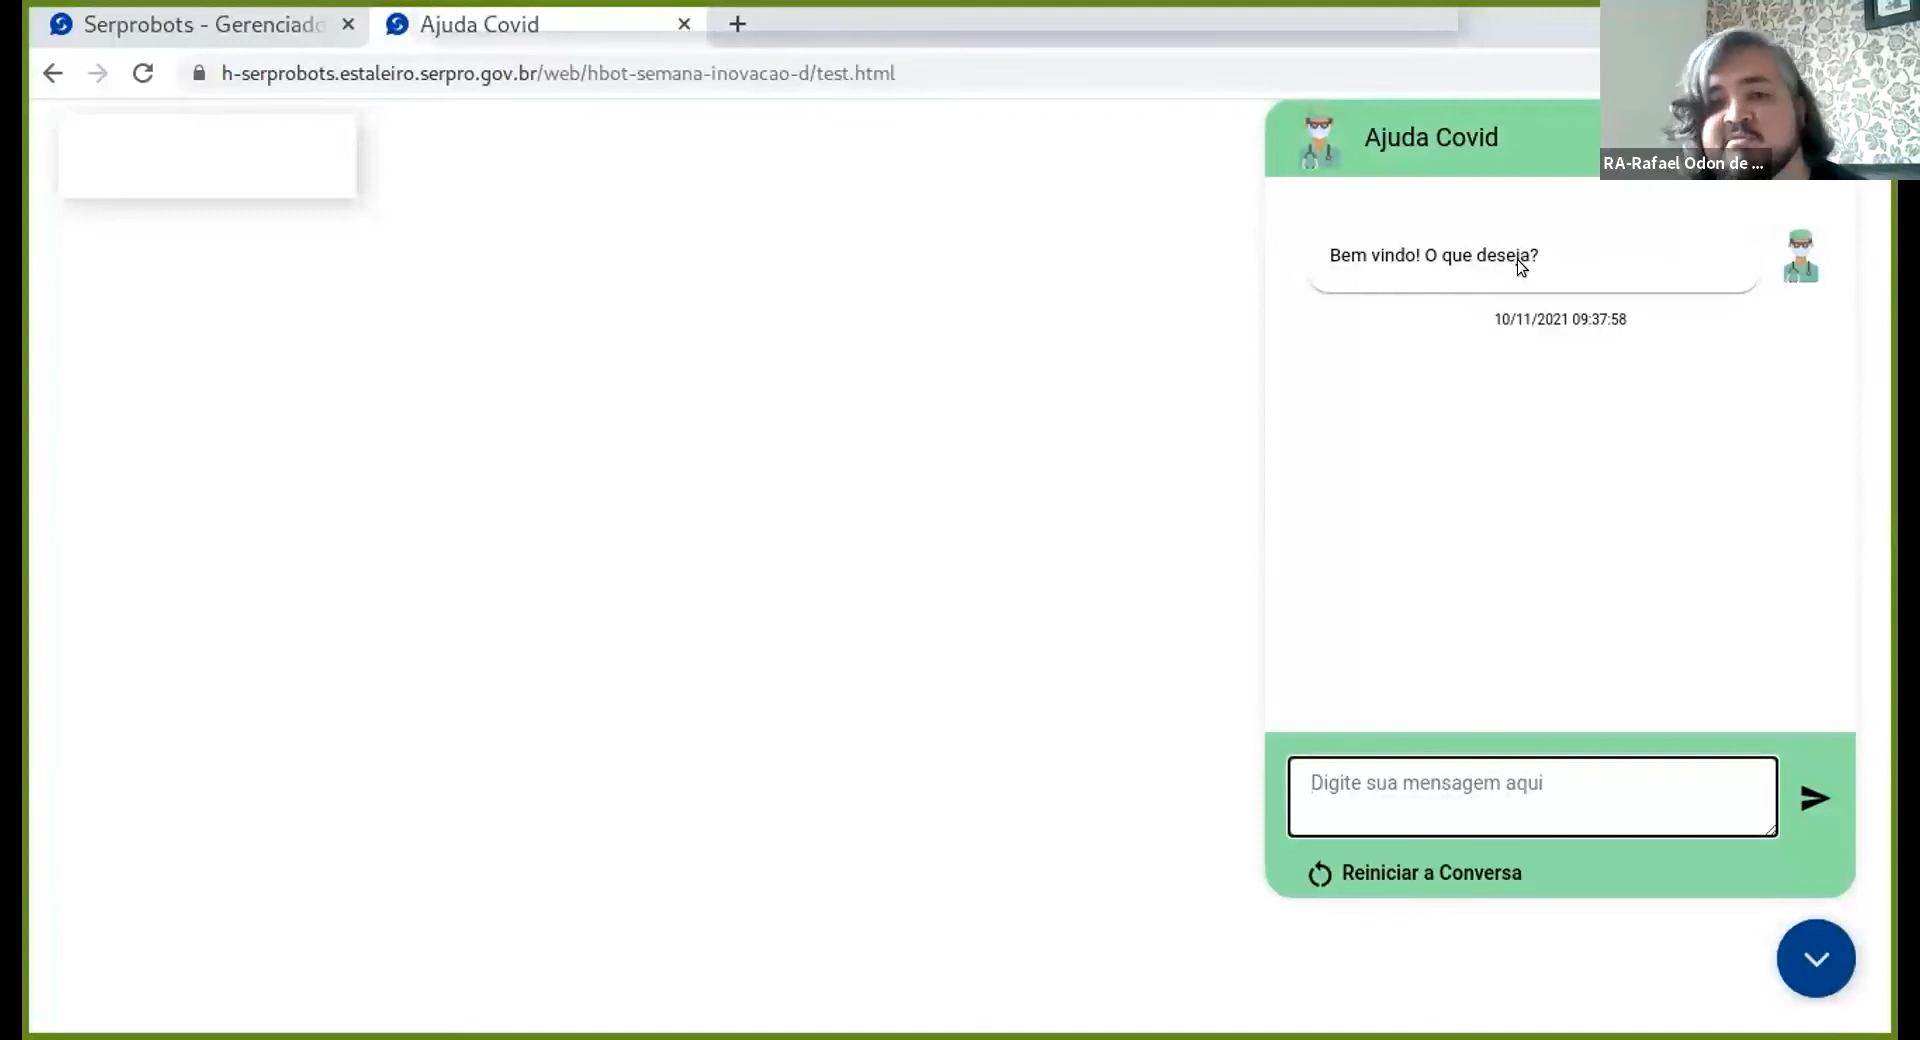 Serprobots - Gerenciado
Ajuda Covid
h-serprobots.estaleiro.serpro.gov.br/web/hbot-semana-inovacao-d/test.html
Ajuda Covid
RA-Rafael Odon de ...
Bem vindo! O que deseja?
10/11/2021 09:37:58
Digite sua mensagem aqui
Reiniciar a Conversa